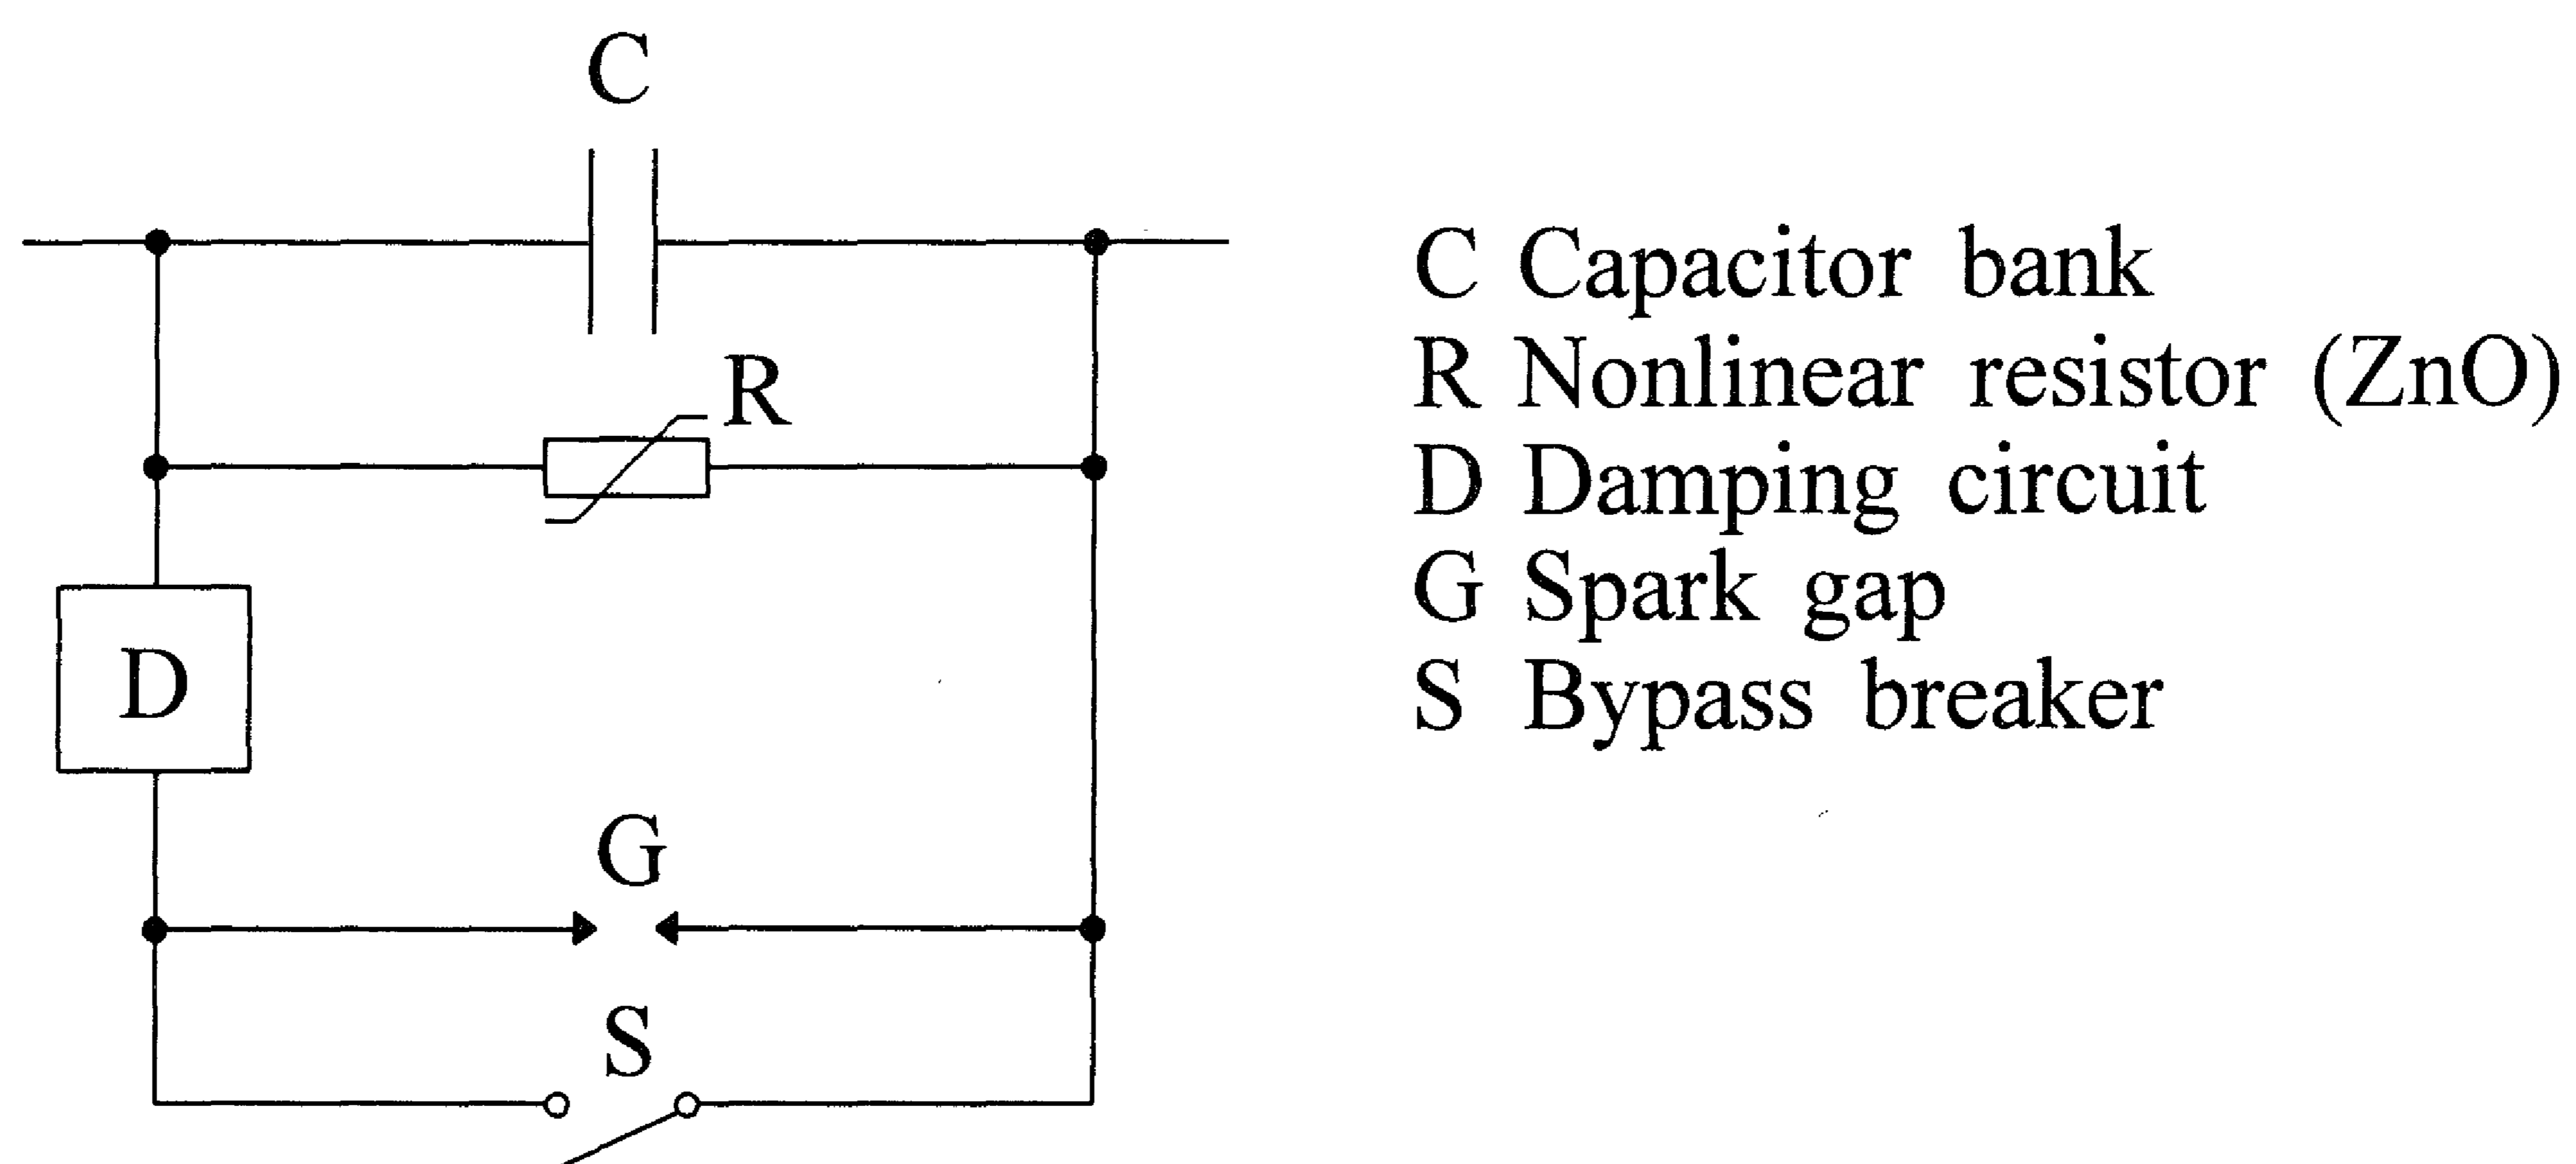 C
R
D
G
S
C Capacitor bank
R Nonlinear resistor (ZnO)
D Damping circuit
G Spark gap
S Bypass breaker